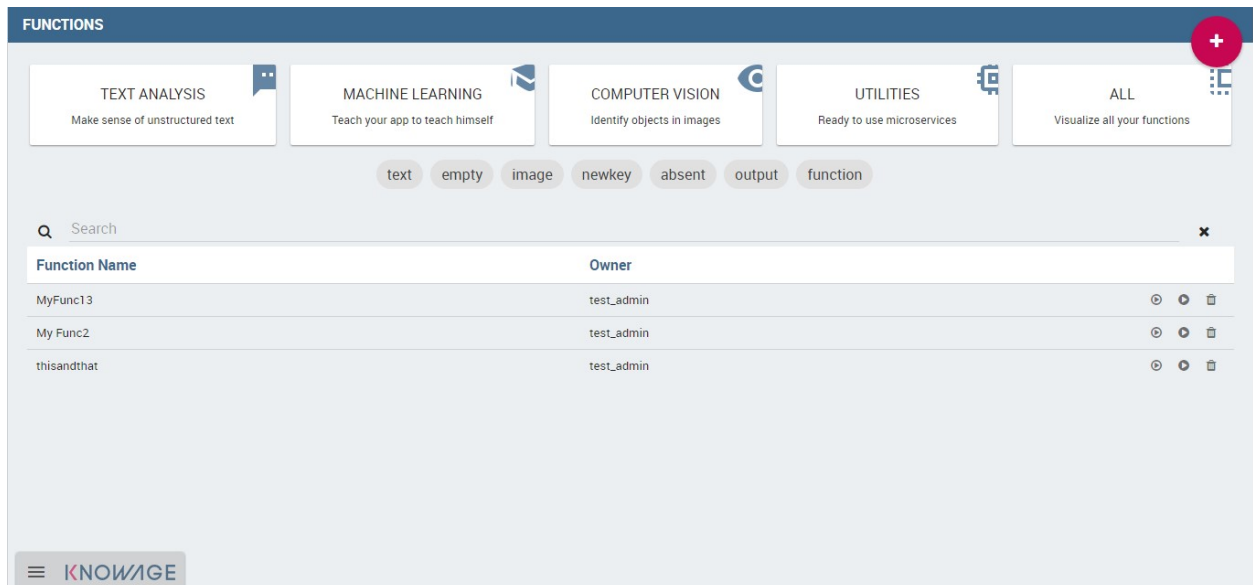 FUNCTIONS
+
TEXT ANALYSIS
Make sense of unstructured text
MACHINE LEARNING
Teach your app to teach himself
COMPUTER VISION
Identify objects in images
UTILITIES
Ready to use microservices
ALL
Visualize all your functions
text empty image newkey absent output function
Search
Function Name Owner
MyFunc13 test_admin
My Func2 test_admin
thisandthat test_admin
KNOWAGE